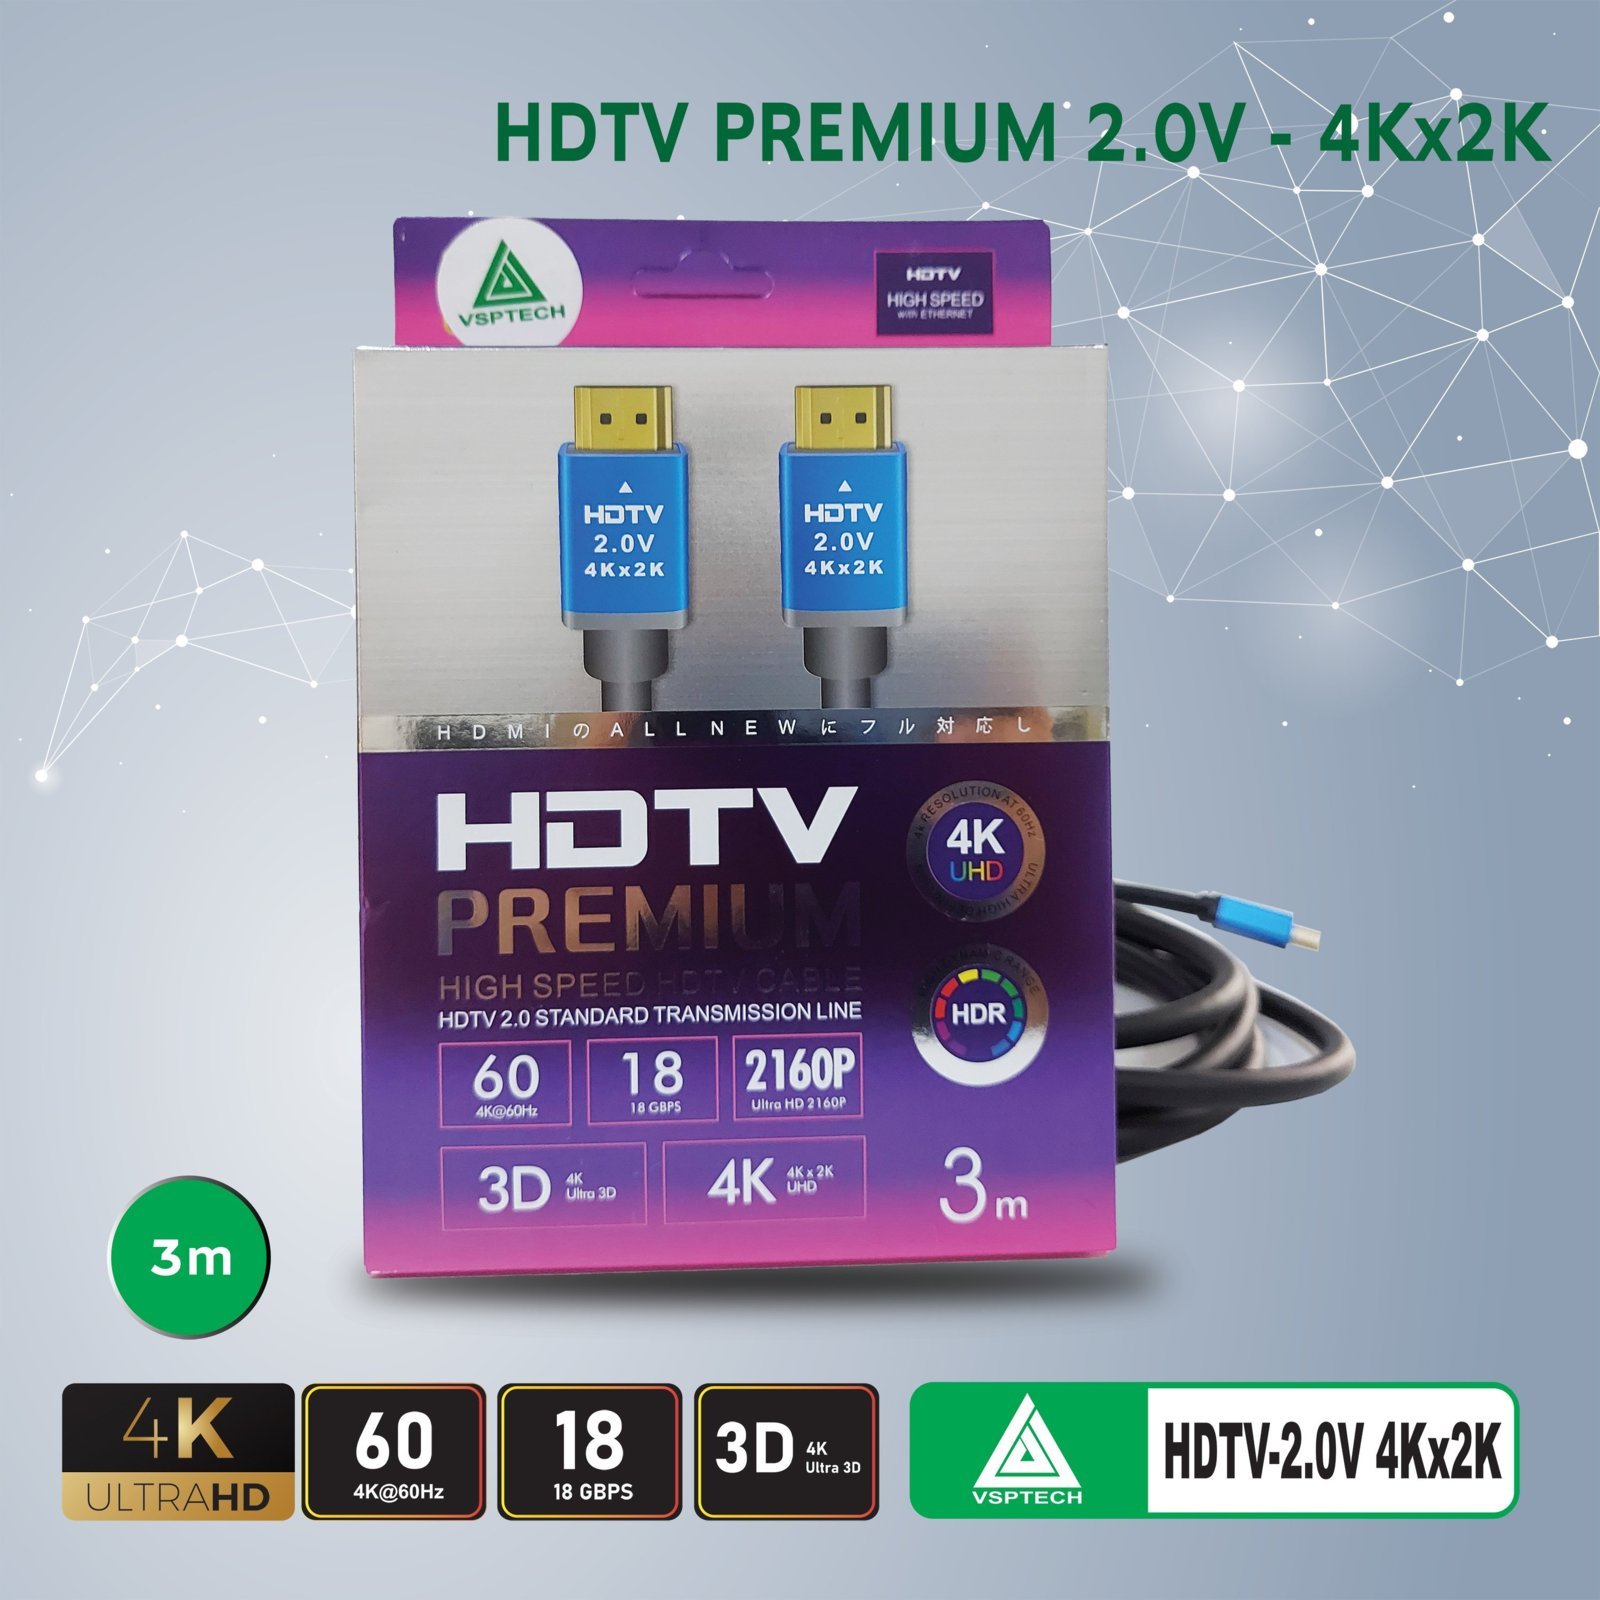 HDTV PREMIUM 2.0V - 4Kx2K
VSPTECH
HDTV
HIGH SPEED
with ETHERNET
HDTV
2.0V
4Kx2K
HDTV
2.0V
4Kx2K
HDMIのALLNEWにフル対応し
HDTV
PREMIUM
HIGH SPEED HDTV CABLE
HDTV 2.0 STANDARD TRANSMISSION LINE
4k RESOLUTION AT 60Hz
4K
UHD
ULTRA HIGH
HDR
60
4K@60Hz
18
18 GBPS
2160P
Ultra HD 2160P
3D
4K
Ultra 3D
4K
4K x 2K
UHD
3m
3m
4K
ULTRAHD
60
4K@60Hz
18
18 GBPS
3D
4K
Ultra 3D
VSPTECH
HDTV-2.0V 4Kx2K